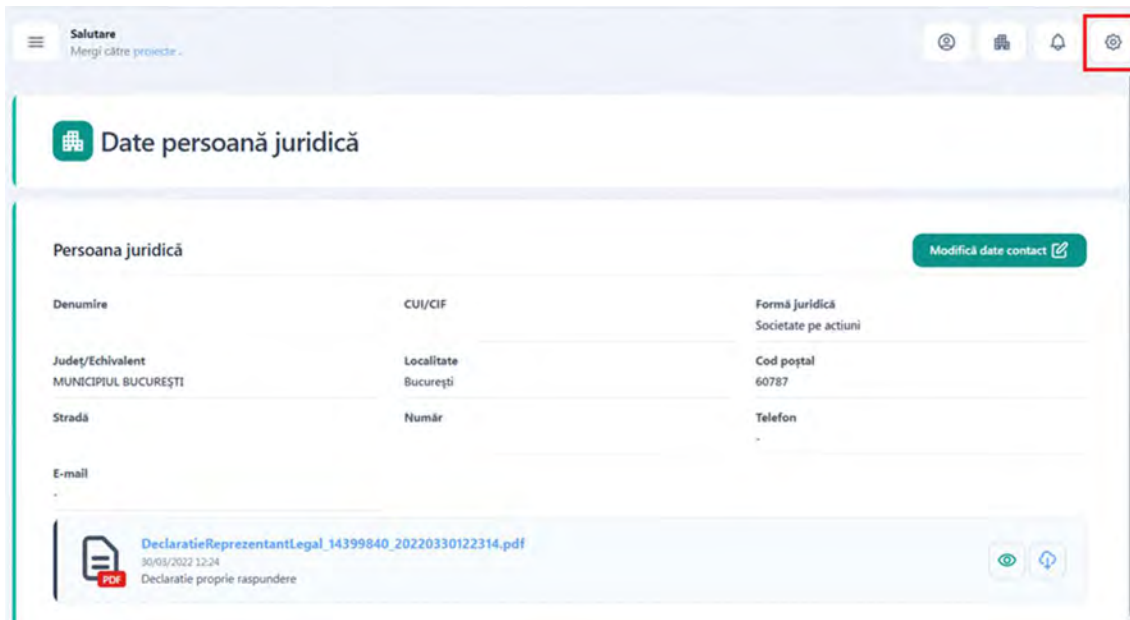 Salutare
Mergi către proiecte .
Date persoană juridică
Persoana juridică
Modifică date contact
Denumire
CUI/CIF
Formă juridică
Societate pe actiuni
Județ/Echivalent
MUNICIPIUL BUCUREȘTI
Localitate
București
Cod poștal
60787
Stradă
Număr
Telefon
-
E-mail
-
DeclaratieReprezentantLegal_14399840_20220330122314.pdf
30/03/2022 12:24
Declaratie proprie raspundere
PDF